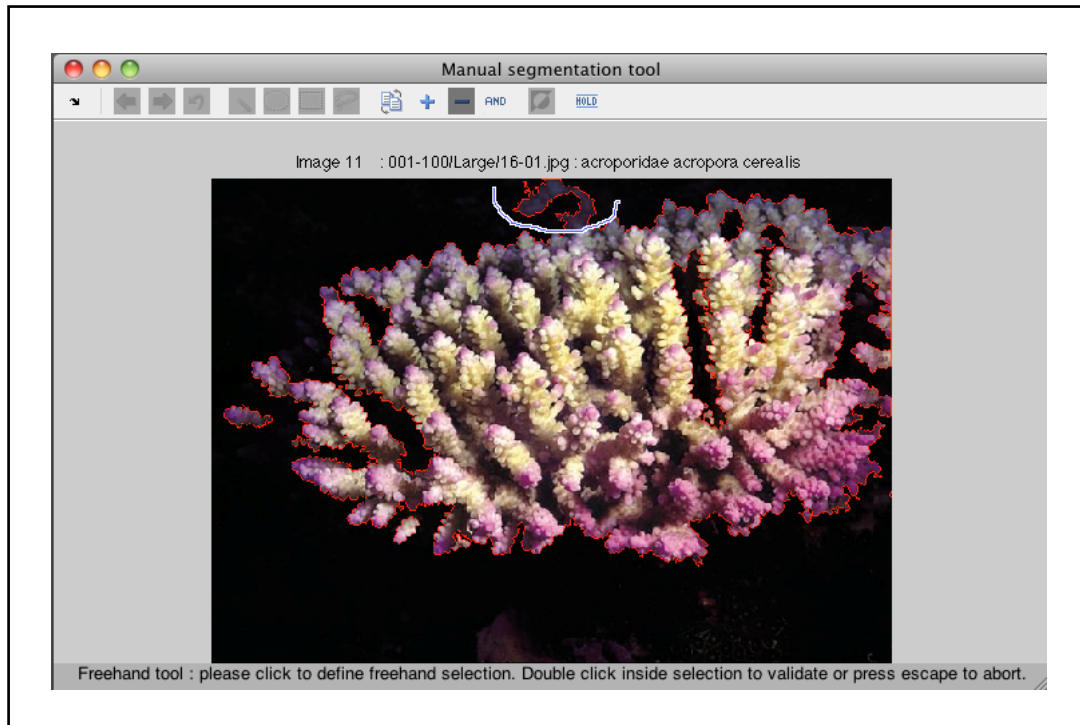 Manual segmentation tool
AND
HOLD
Image 11 : 001-100/Large/16-01.jpg : acroporidae acropora cerealis
Freehand tool : please click to define freehand selection. Double click inside selection to validate or press escape to abort.